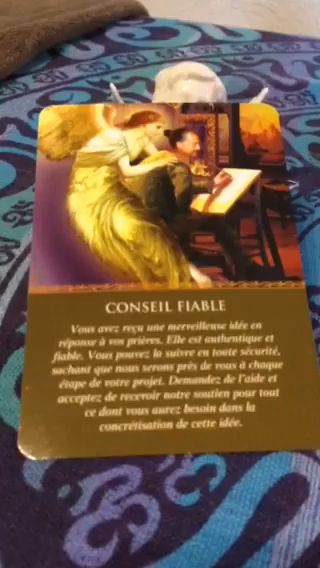 CONSEIL FIABLE
Vous avez reçu une merveilleuse idée en
réponse à vos prières. Elle est authentique et
fiable. Vous pouvez la suivre en toute sécurité,
sachant que nous serons près de vous à chaque
étape de votre projet. Demandez de l'aide et
acceptez de recevoir notre soutien pour tout
ce dont vous aurez besoin dans la
concrétisation de cette idée.